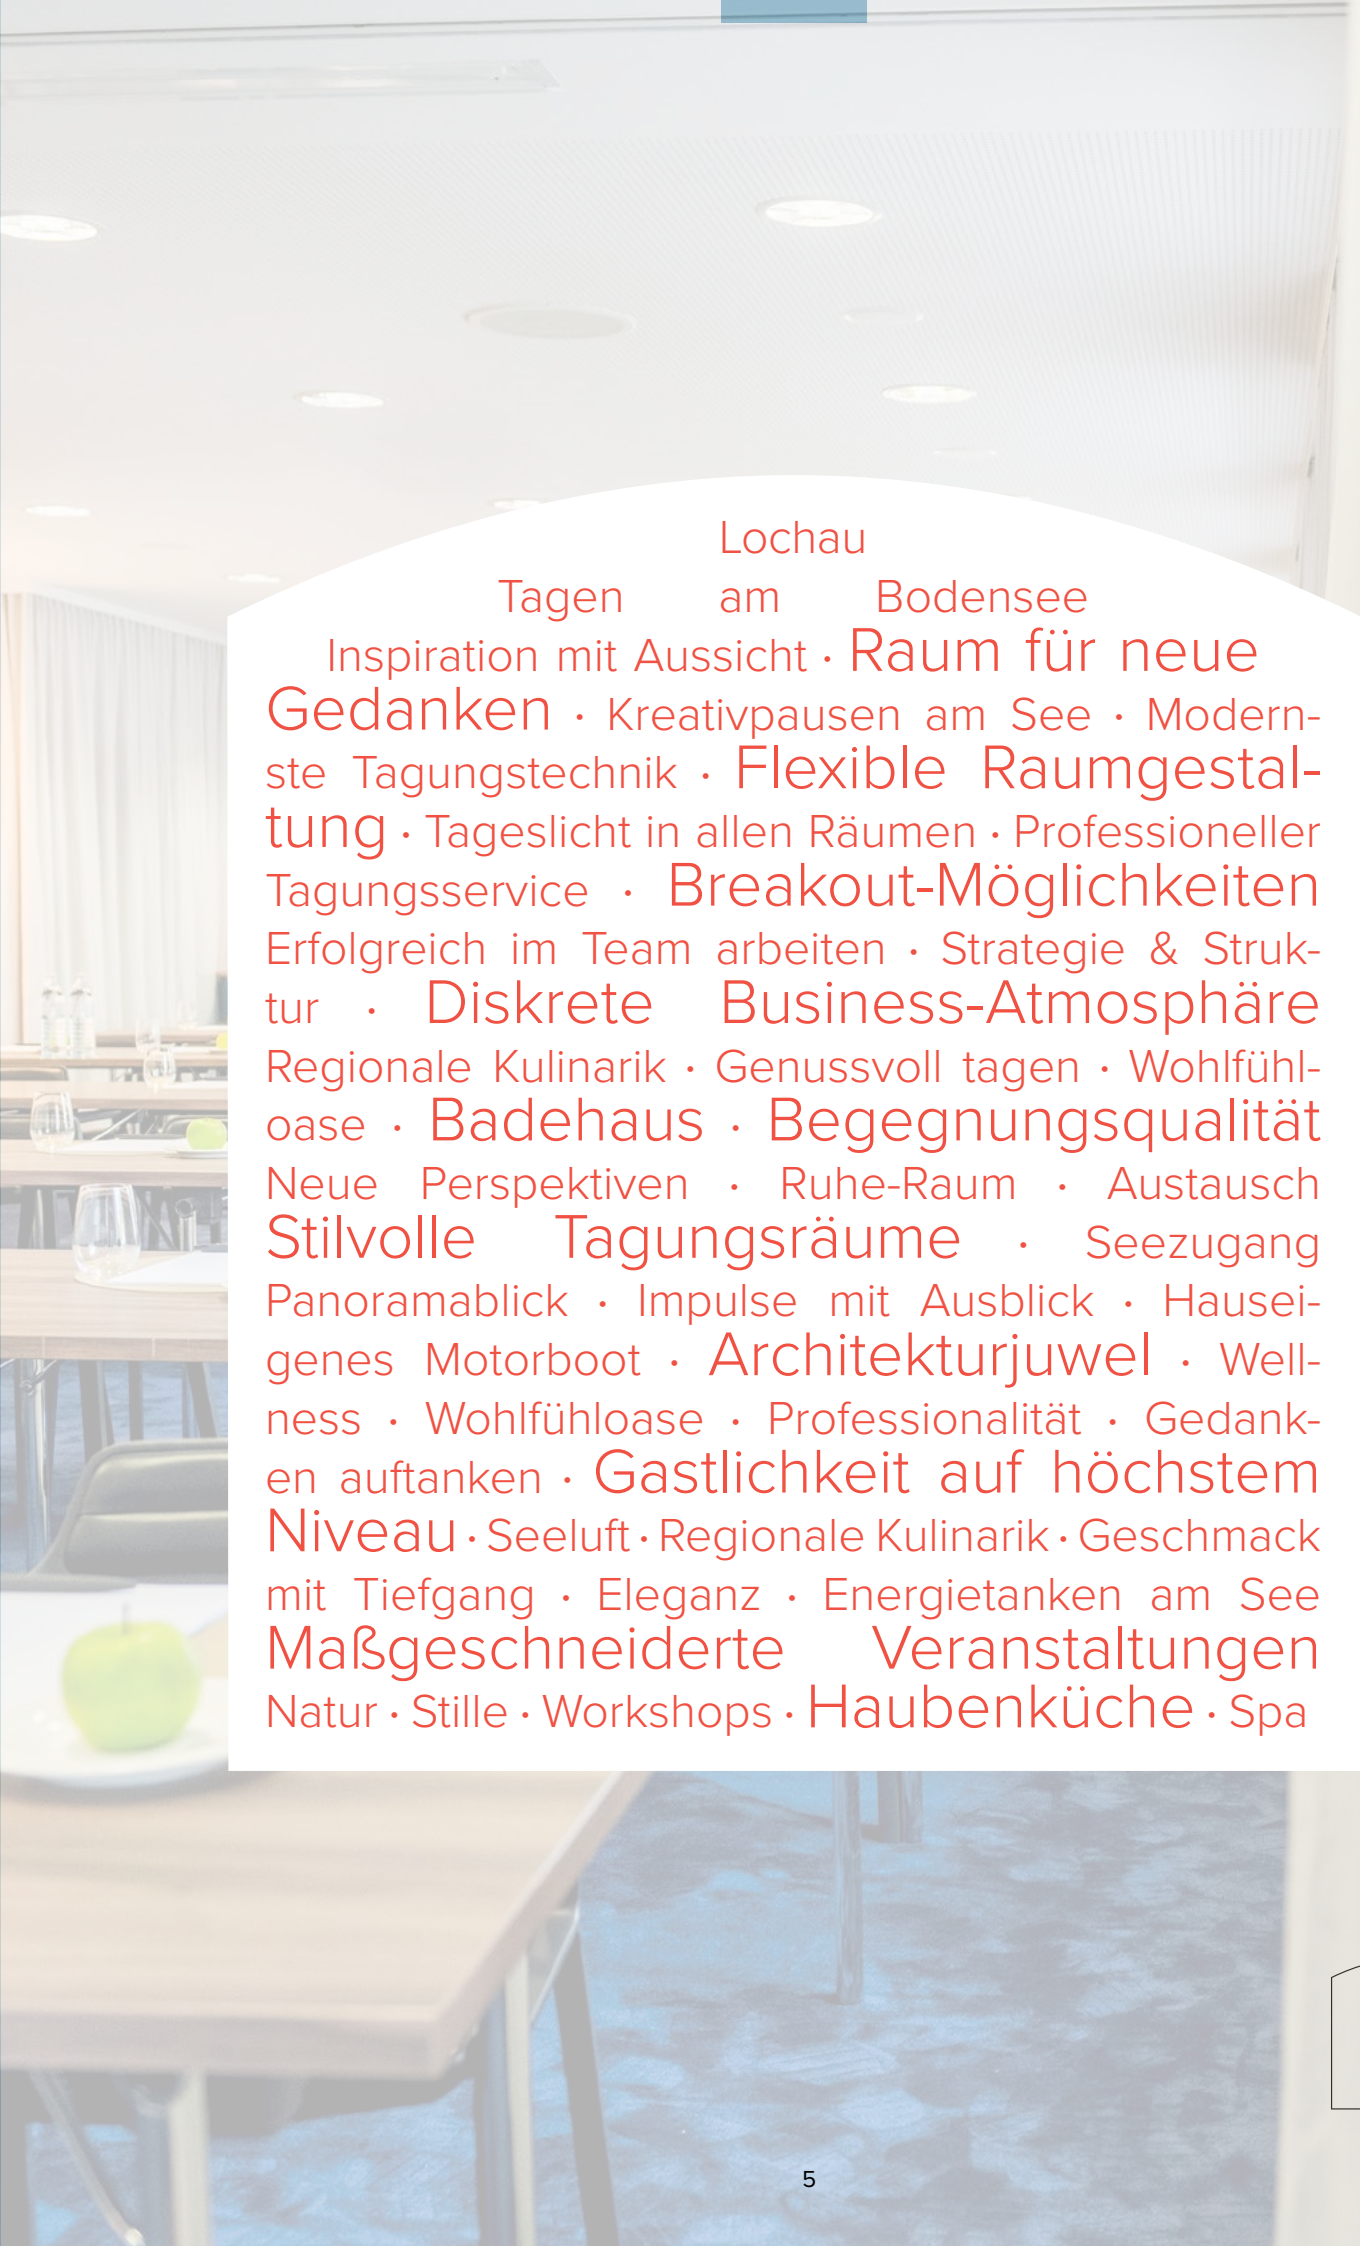 Lochau
Tagen am Bodensee
Inspiration mit Aussicht · Raum für neue
Gedanken · Kreativpausen am See · Modern-
ste Tagungstechnik · Flexible Raumgestal-
tung · Tageslicht in allen Räumen · Professioneller
Tagungsservice · Breakout-Möglichkeiten
Erfolgreich im Team arbeiten · Strategie & Struk-
tur · Diskrete Business-Atmosphäre
Regionale Kulinarik · Genussvoll tagen · Wohlfühl-
oase · Badehaus · Begegnungsqualität
Neue Perspektiven · Ruhe-Raum · Austausch
Stilvolle Tagungsräume · Seezugang
Panoramablick · Impulse mit Ausblick · Hausei-
genes Motorboot · Architekturjuwel · Well-
ness · Wohlfühloase · Professionalität · Gedank-
en auftanken · Gastlichkeit auf höchstem
Niveau · Seeluft · Regionale Kulinarik · Geschmack
mit Tiefgang · Eleganz · Energietanken am See
Maßgeschneiderte Veranstaltungen
Natur · Stille · Workshops · Haubenküche · Spa
5